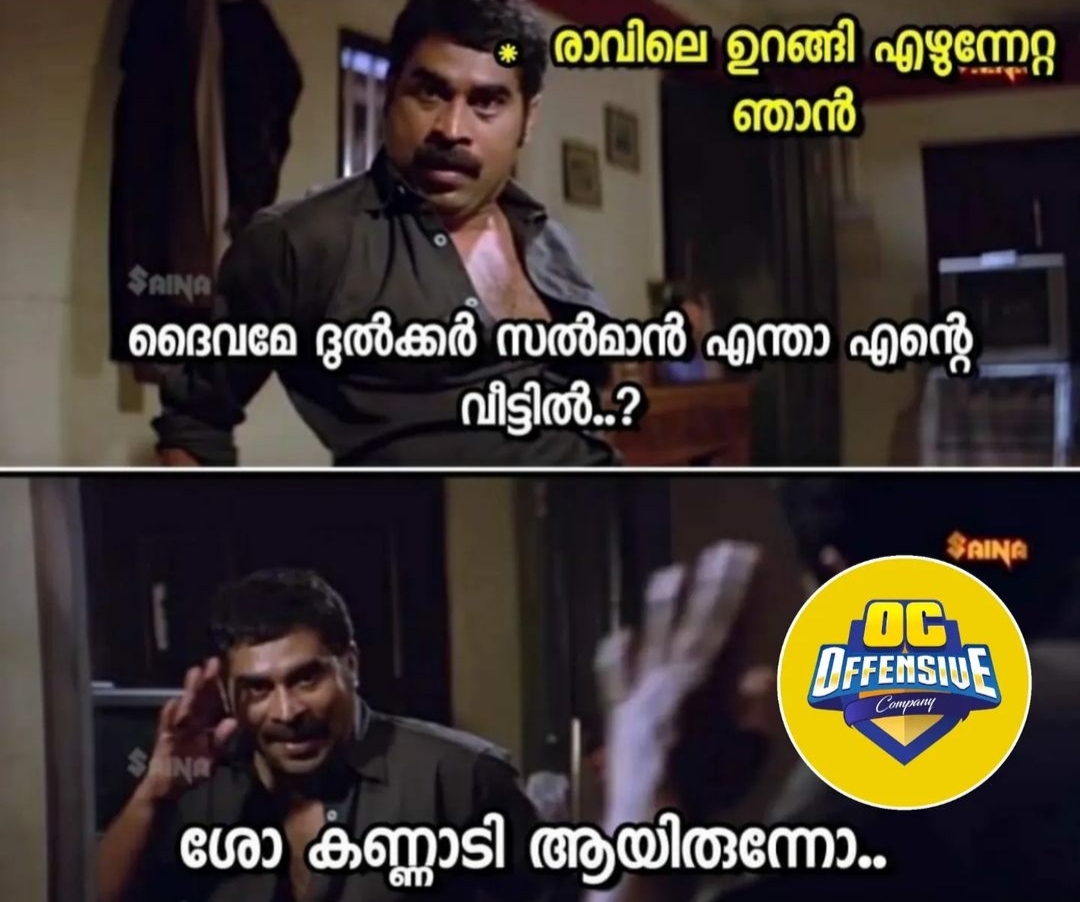 * രാവിലെ ഉറങ്ങി എഴുന്നേറ്റ
ഞാൻ
SAINA
ദൈവമേ ദുൽക്കർ സൽമാൻ എന്താ എന്റെ
വീട്ടിൽ..?
SAINA
OC
OFFENSIVE
Company
SAINA
ശോ കണ്ണാടി ആയിരുന്നോ..